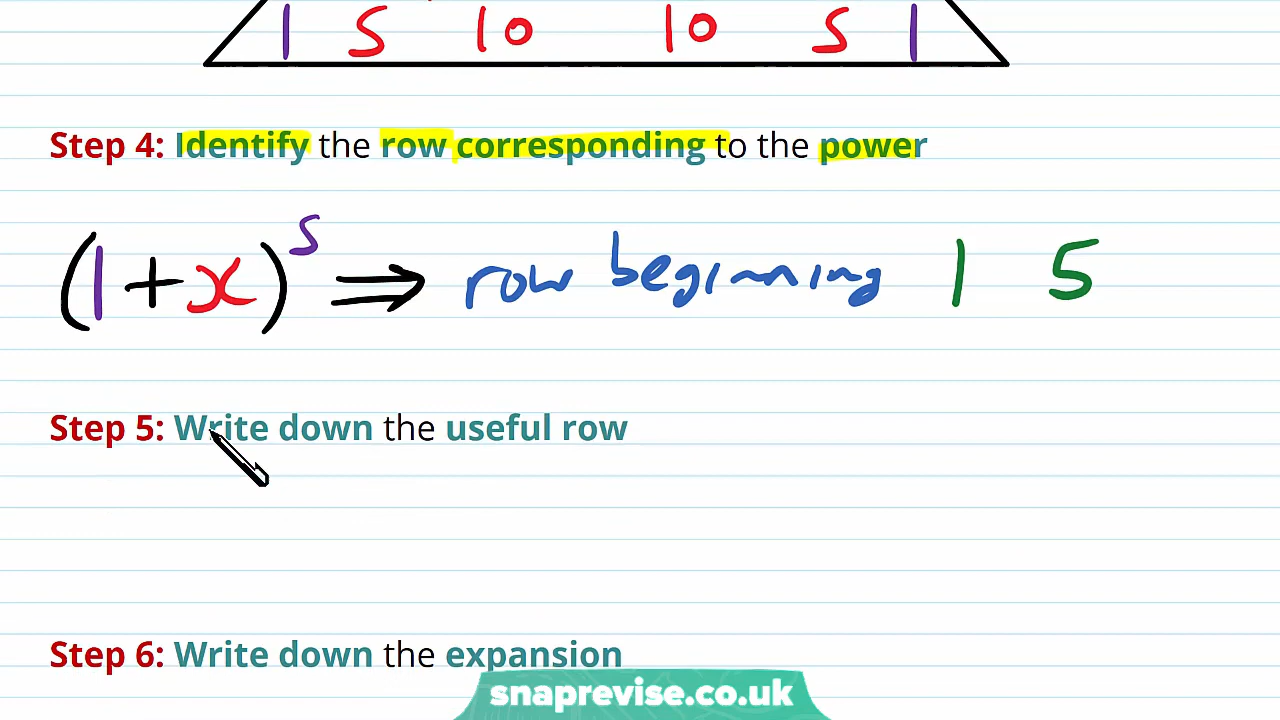 1 5 10 10 5 1
Step 4: Identify the row corresponding to the power
(1+x)^5 ⟹ row beginning 1 5
Step 5: Write down the useful row
Step 6: Write down the expansion
snaprevise.co.uk